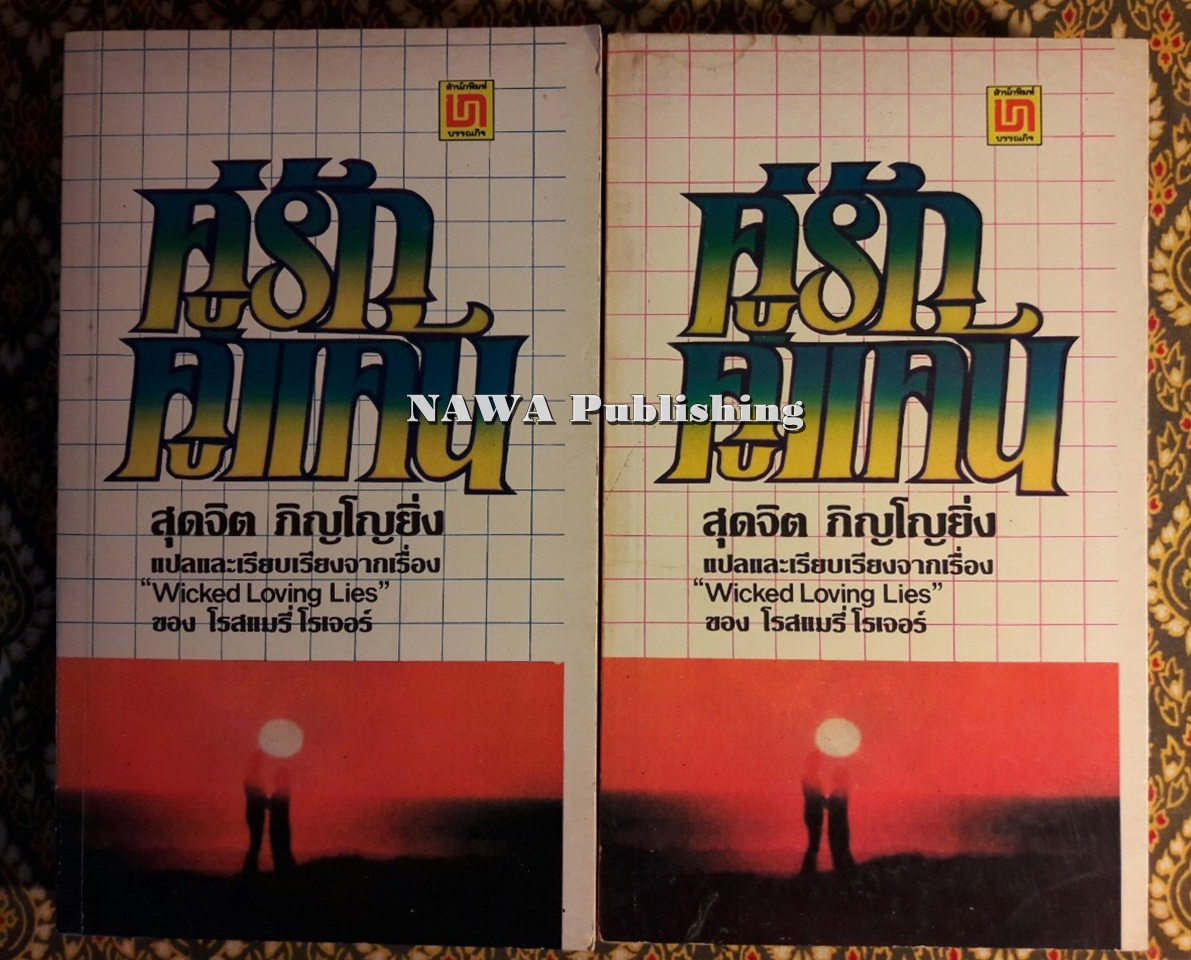 สำนักพิมพ์
บรรณกิจ
คู่รัก
คู่แค้น
สุดจิต ภิญโญยิ่ง
แปลและเรียบเรียงจากเรื่อง
“Wicked Loving Lies”
ของ โรสแมรี่ โรเจอร์
สำนักพิมพ์
บรรณกิจ
คู่รัก
คู่แค้น
สุดจิต ภิญโญยิ่ง
แปลและเรียบเรียงจากเรื่อง
“Wicked Loving Lies”
ของ โรสแมรี่ โรเจอร์
NAWA Publishing